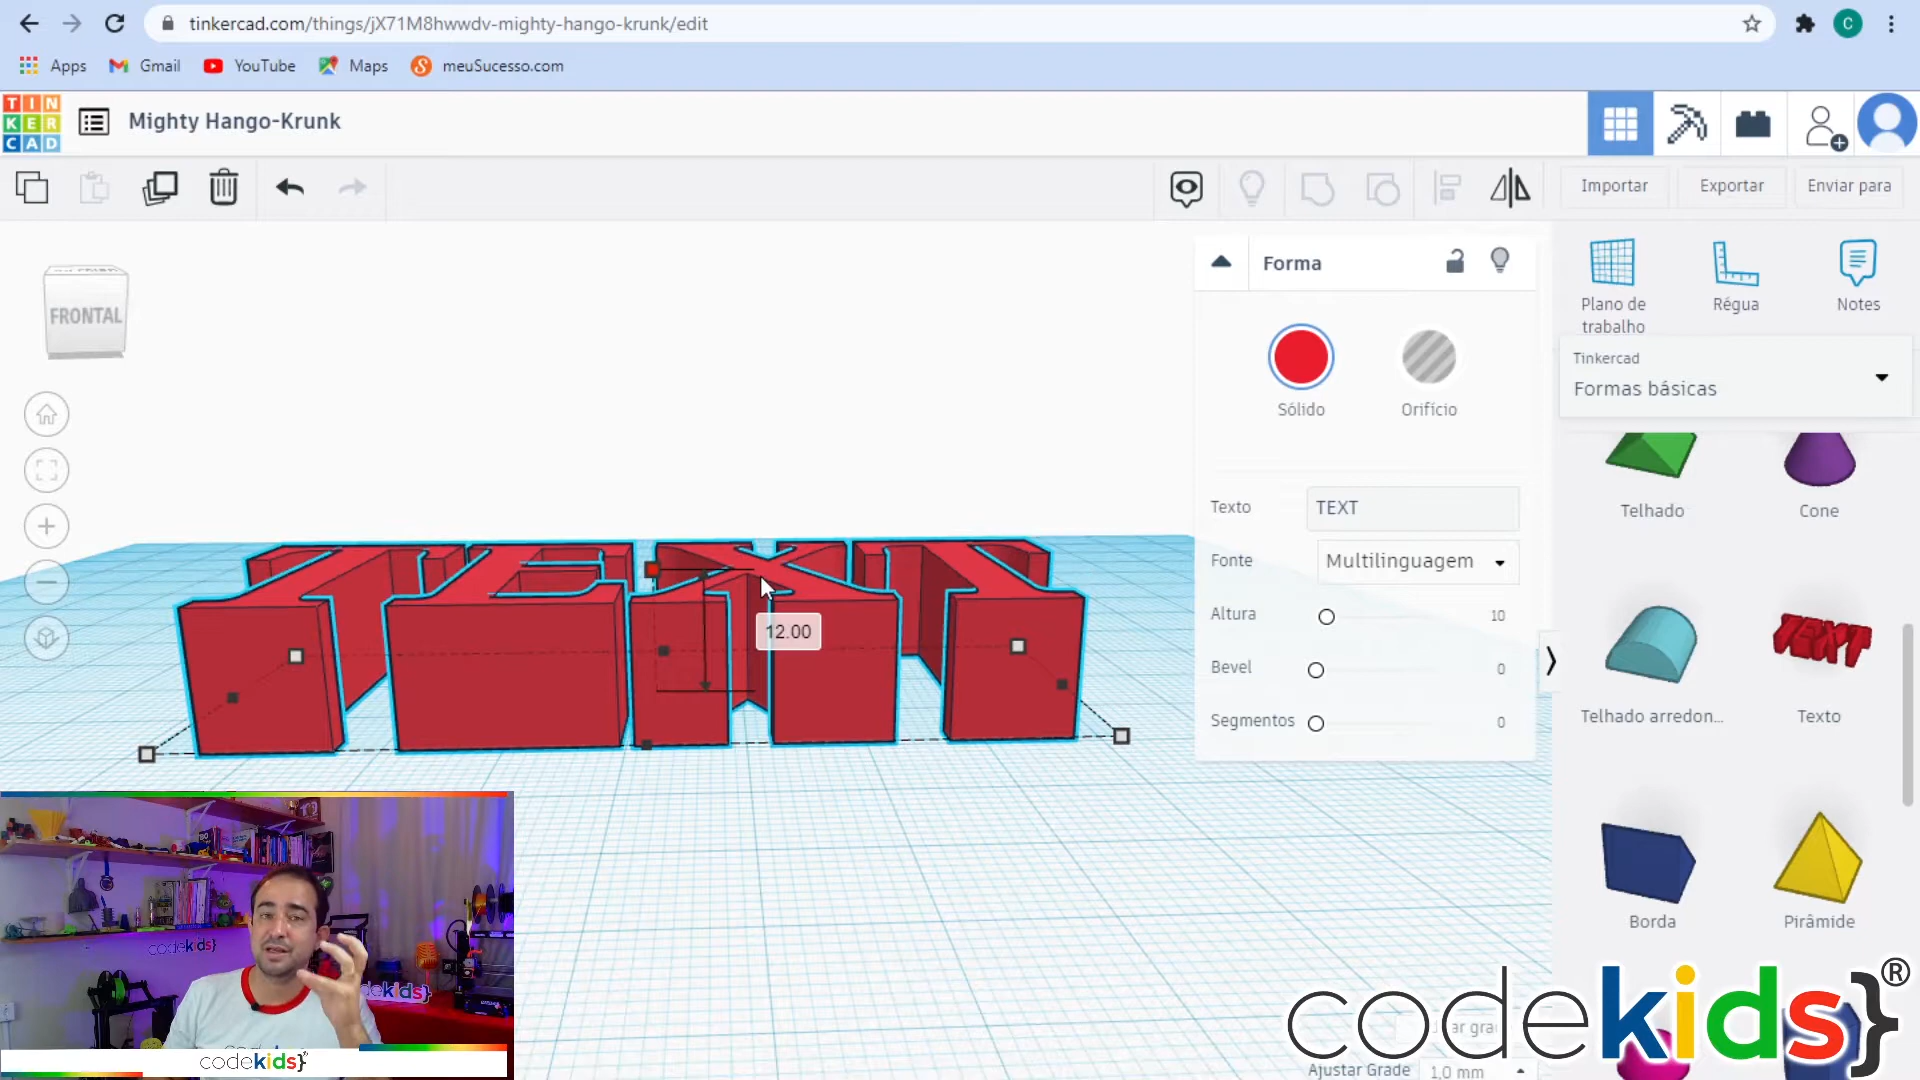 tinkercad.com/things/jX71M8hwwdv-mighty-hango-krunk/edit
C
Apps
Gmail
YouTube
Maps
meuSucesso.com
TIN
KER
CAD
Mighty Hango-Krunk
Importar
Exportar
Enviar para
FRONTAL
Forma
Sólido
Orifício
Texto
TEXT
Fonte
Multilinguagem
Altura
10
Bevel
0
Segmentos
0
Plano de
trabalho
Régua
Notes
Tinkercad
Formas básicas
Telhado
Cone
Telhado arredon...
TEXT
Texto
Borda
Pirâmide
TEXT
12.00
codekids}
codekids}
codekids}®
Ajustar Grade
1,0 mm